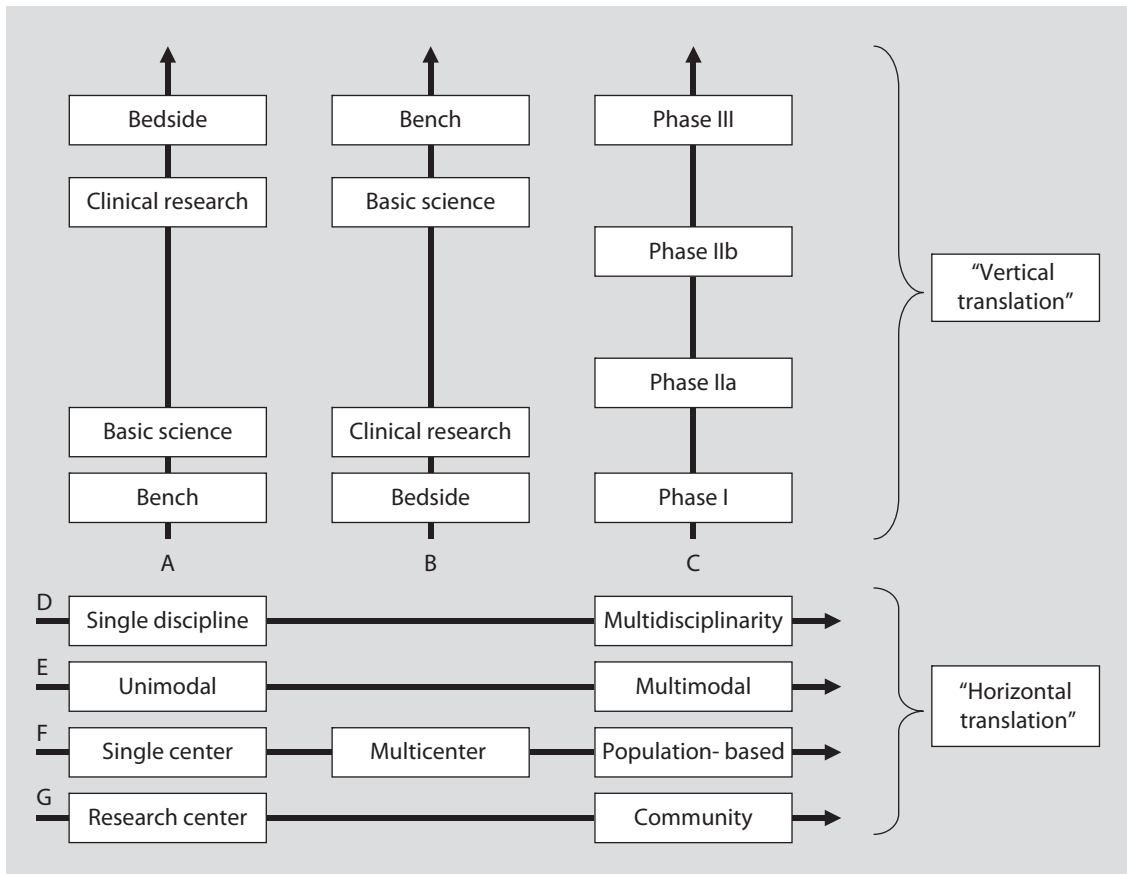 Bedside
Clinical research
Basic science
Bench
A
Bench
Basic science
Clinical research
Bedside
B
Phase III
Phase IIb
Phase IIa
Phase I
C
“Vertical
translation”
D
Single discipline
Multidisciplinarity
E
Unimodal
Multimodal
F
Single center
Multicenter
Population- based
G
Research center
Community
“Horizontal
translation”